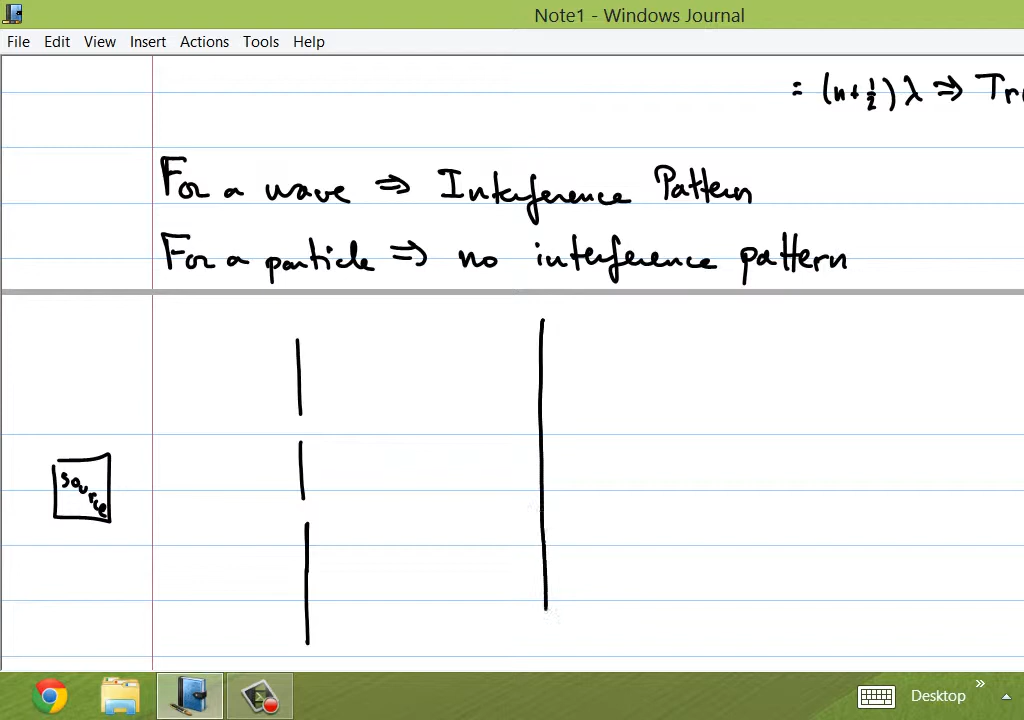 Note1 - Windows Journal
File Edit View Insert Actions Tools Help
= (n+½)λ ⇒
For a wave ⇒ Interference Pattern
For a particle ⇒ no interference pattern
source
Desktop »